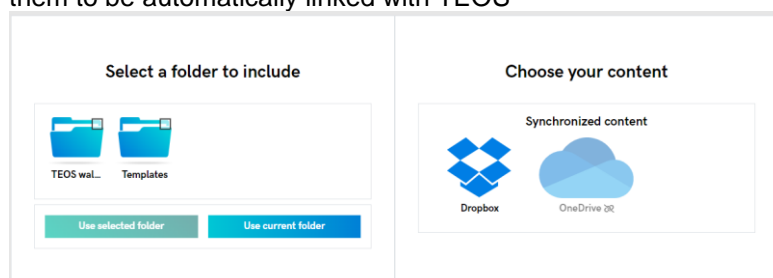 them to be automatically linked with TEOS
Select a folder to include
TEOS wal...
Templates
Use selected folder
Use current folder
Choose your content
Synchronized content
Dropbox
OneDrive